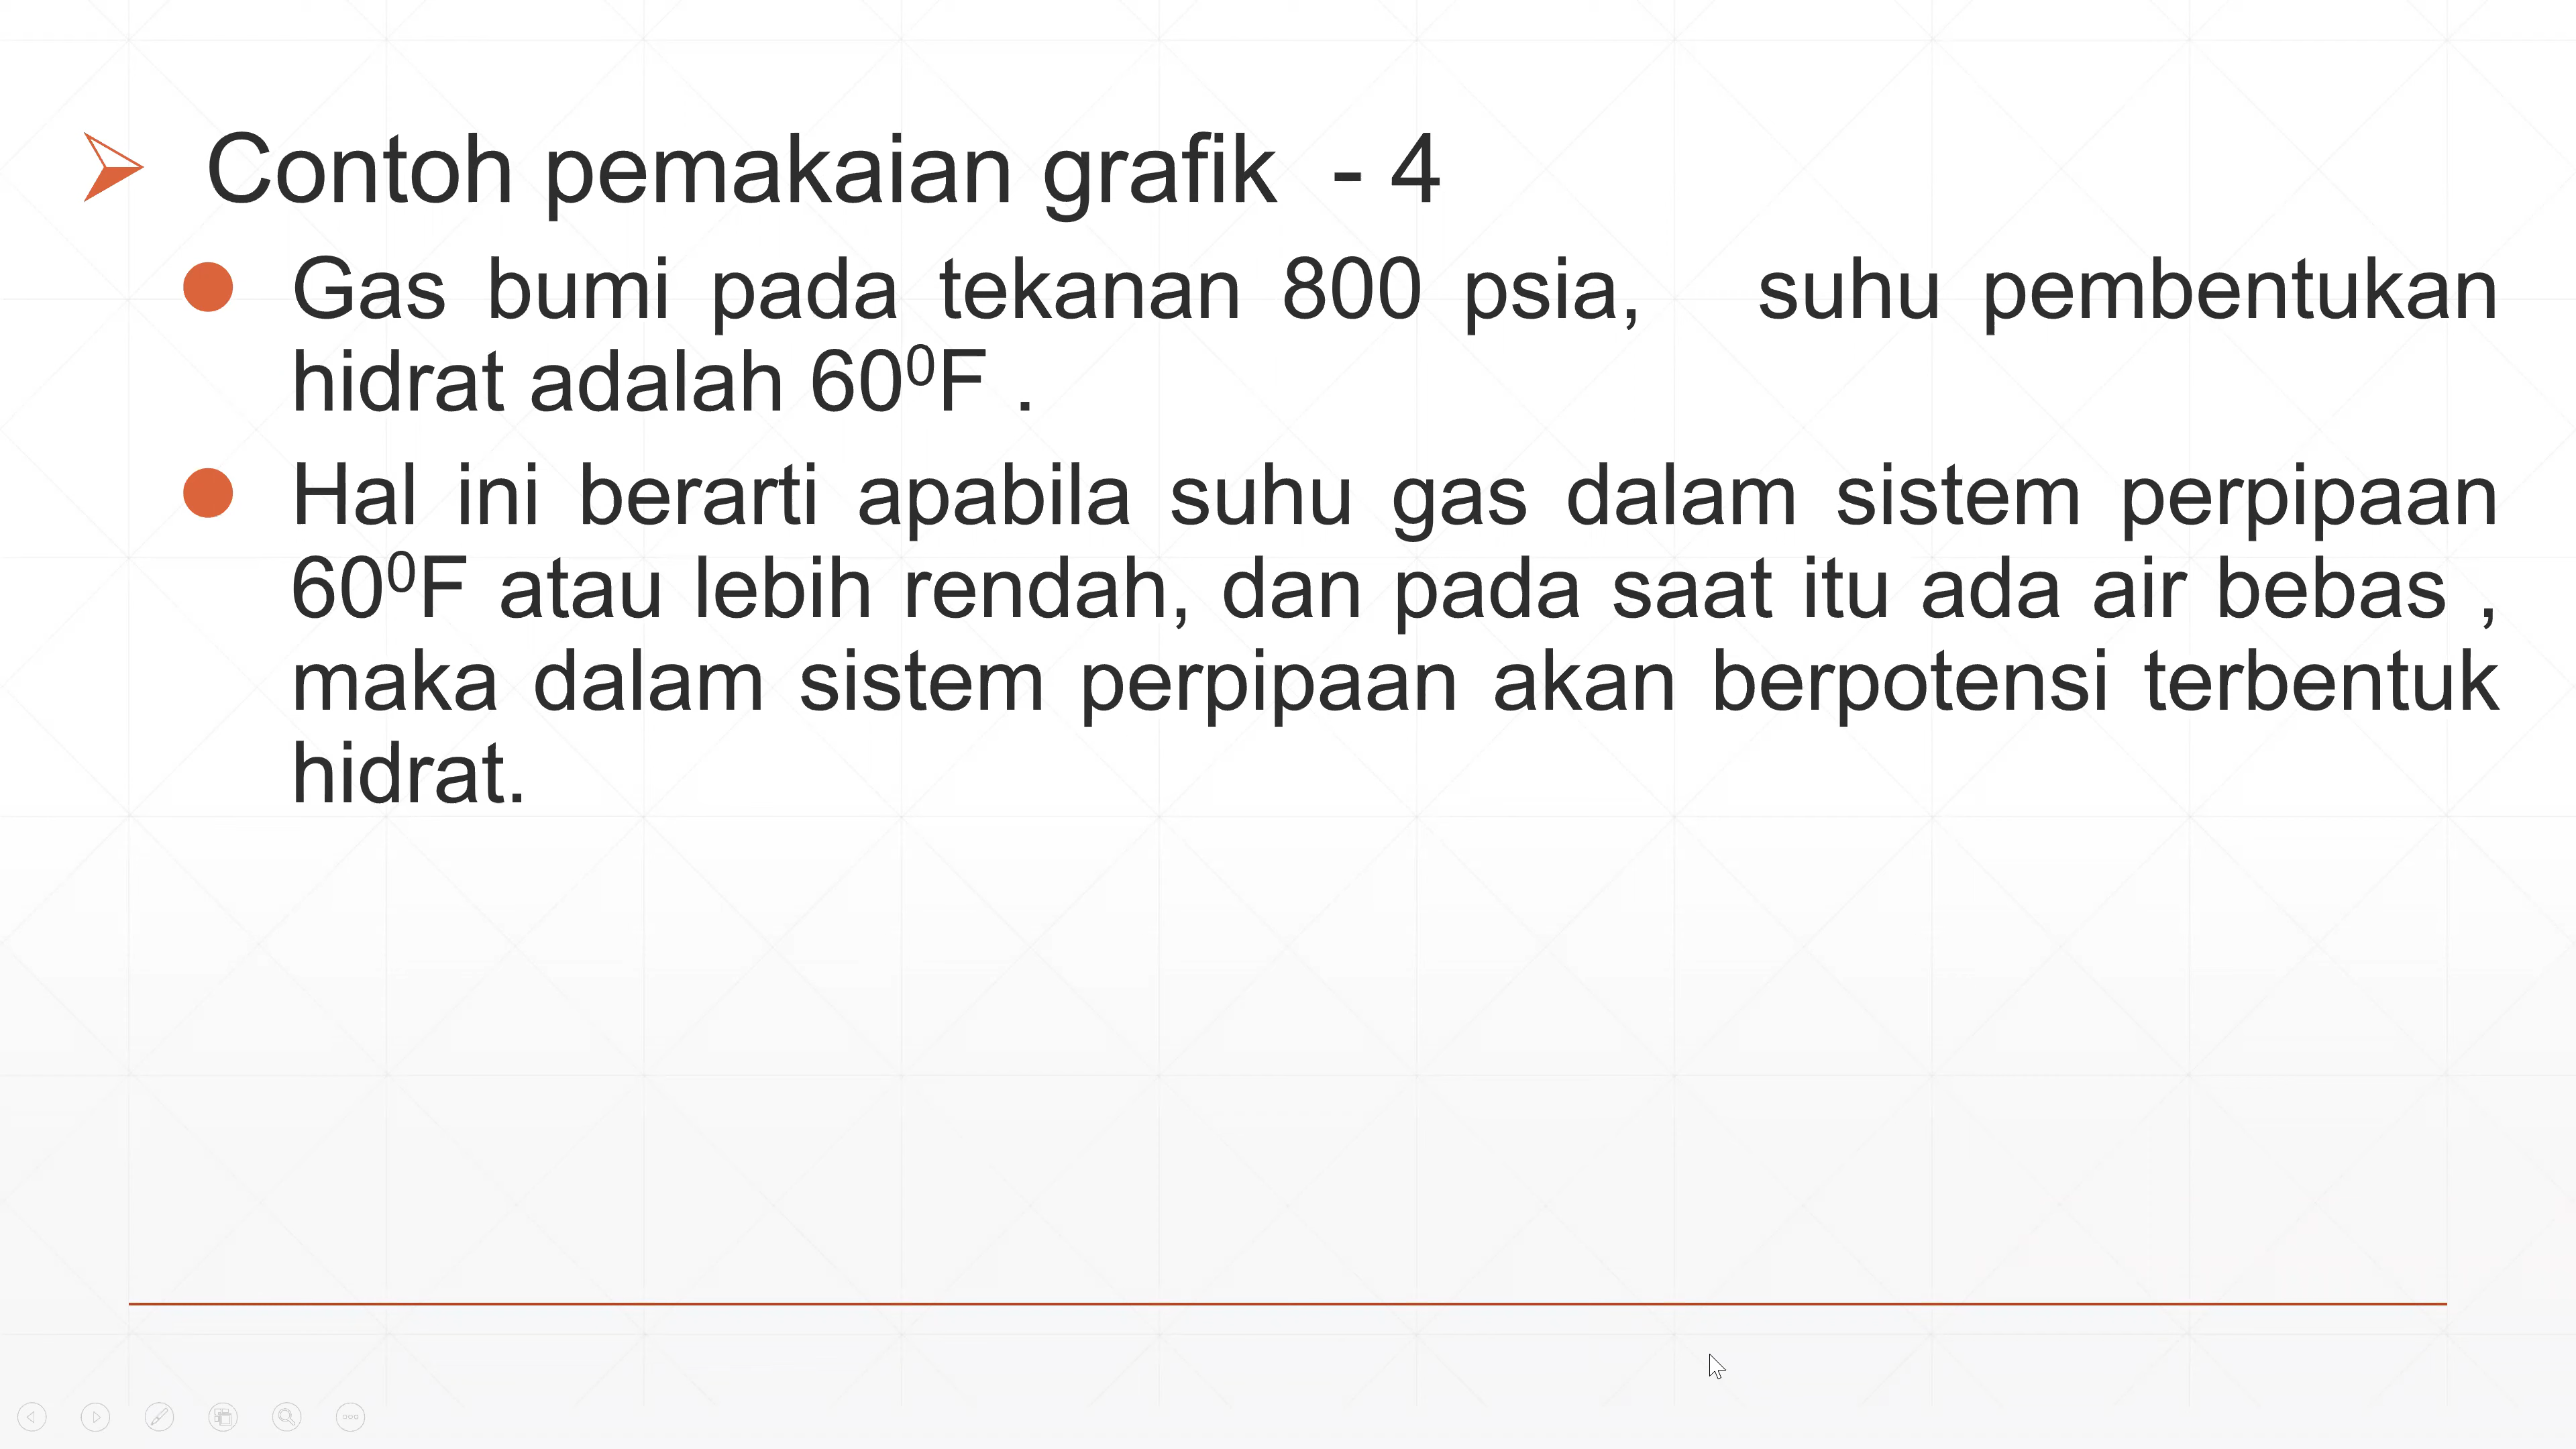 Contoh pemakaian grafik - 4
Gas bumi pada tekanan 800 psia, suhu pembentukan
hidrat adalah 60⁰F .
Hal ini berarti apabila suhu gas dalam sistem perpipaan
60⁰F atau lebih rendah, dan pada saat itu ada air bebas ,
maka dalam sistem perpipaan akan berpotensi terbentuk
hidrat.